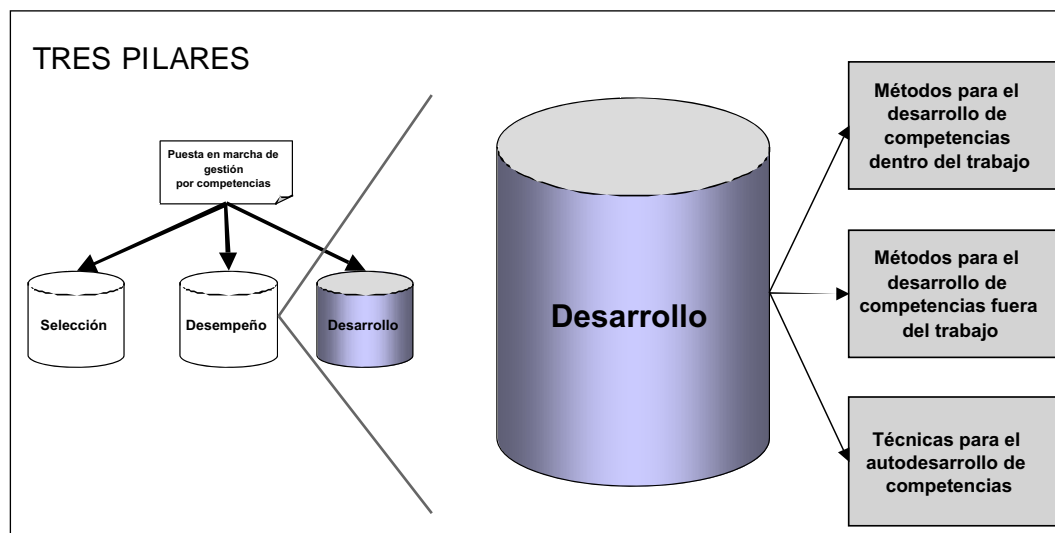 TRES PILARES
Puesta en marcha de
gestión
por competencias
Selección
Desempeño
Desarrollo
Desarrollo
Métodos para el
desarrollo de
competencias
dentro del trabajo
Métodos para el
desarrollo de
competencias fuera
del trabajo
Técnicas para el
autodesarrollo de
competencias